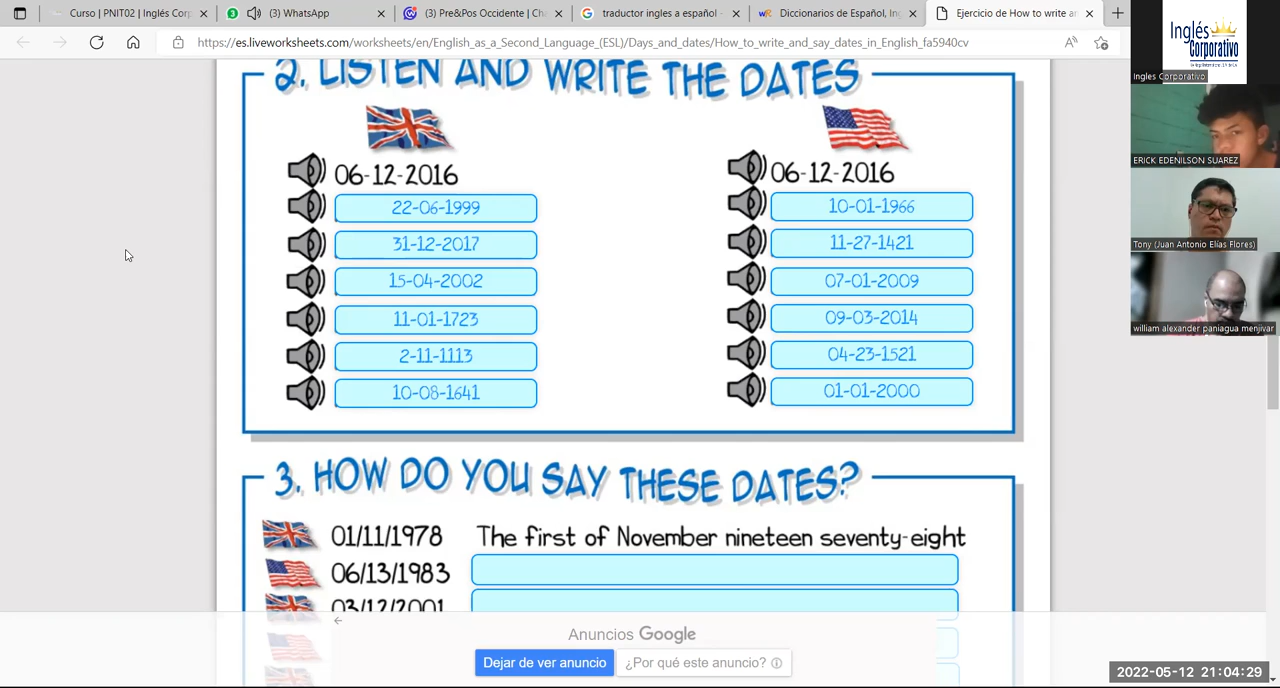 Curso | PNIT02 | Inglés Corp
(3) WhatsApp
(3) Pre&Pos Occidente | Ch
traductor ingles a español
Diccionarios de Español, In
Ejercicio de How to write an
https://es.liveworksheets.com/worksheets/en/English_as_a_Second_Language_(ESL)/Days_and_dates/How_to_write_and_say_dates_in_English_fa5940cv
Inglés
Corporativo
Ingles Corporativo
ERICK EDENILSON SUAREZ
Tony (Juan Antonio Elías Flores)
william alexander paniagua menjivar
2. LISTEN AND WRITE THE DATES
06-12-2016 06-12-2016
22-06-1999 10-01-1966
31-12-2017 11-27-1421
15-04-2002 07-01-2009
11-01-1723 09-03-2014
2-11-1113 04-23-1521
10-08-1641 01-01-2000
3. HOW DO YOU SAY THESE DATES?
01/11/1978 The first of November nineteen seventy-eight
06/13/1983
03/12/2001
Anuncios Google
Dejar de ver anuncio ¿Por qué este anuncio?
2022-05-12 21:04:29